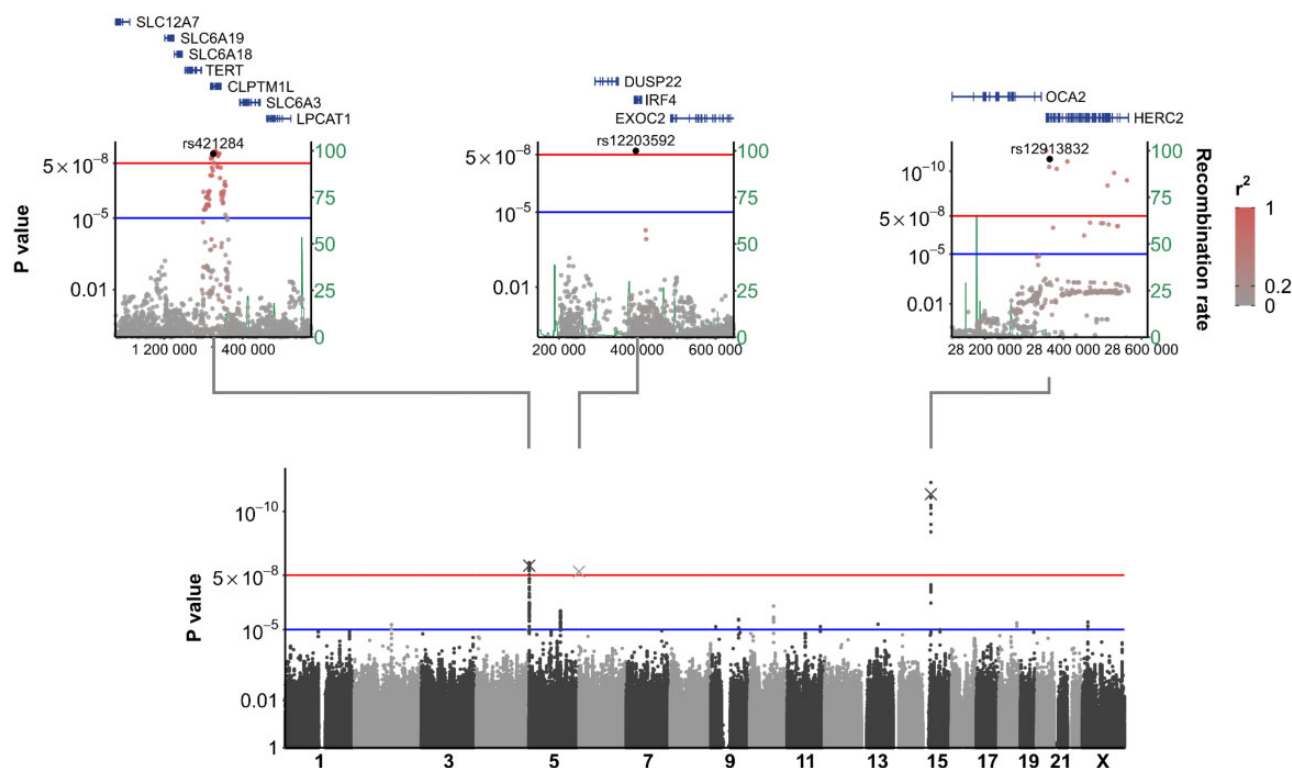 SLC12A7
SLC6A19
SLC6A18
TERT
CLPTM1L
SLC6A3
LPCAT1
rs421284
P value
5 × 10⁻⁸
10⁻⁵
0.01
100
75
50
25
0
1 200 000
1 400 000
DUSP22
IRF4
EXOC2
rs12203592
5 × 10⁻⁸
10⁻⁵
0.01
100
75
50
25
0
200 000
400 000
600 000
OCA2
HERC2
rs12913832
10⁻¹⁰
5 × 10⁻⁸
10⁻⁵
0.01
100
75
50
25
0
28 200 000
28 400 000
28 600 000
Recombination rate
r²
1
0.2
0
P value
10⁻¹⁰
5 × 10⁻⁸
10⁻⁵
0.01
1
1 3 5 7 9 11 13 15 17 19 21 X